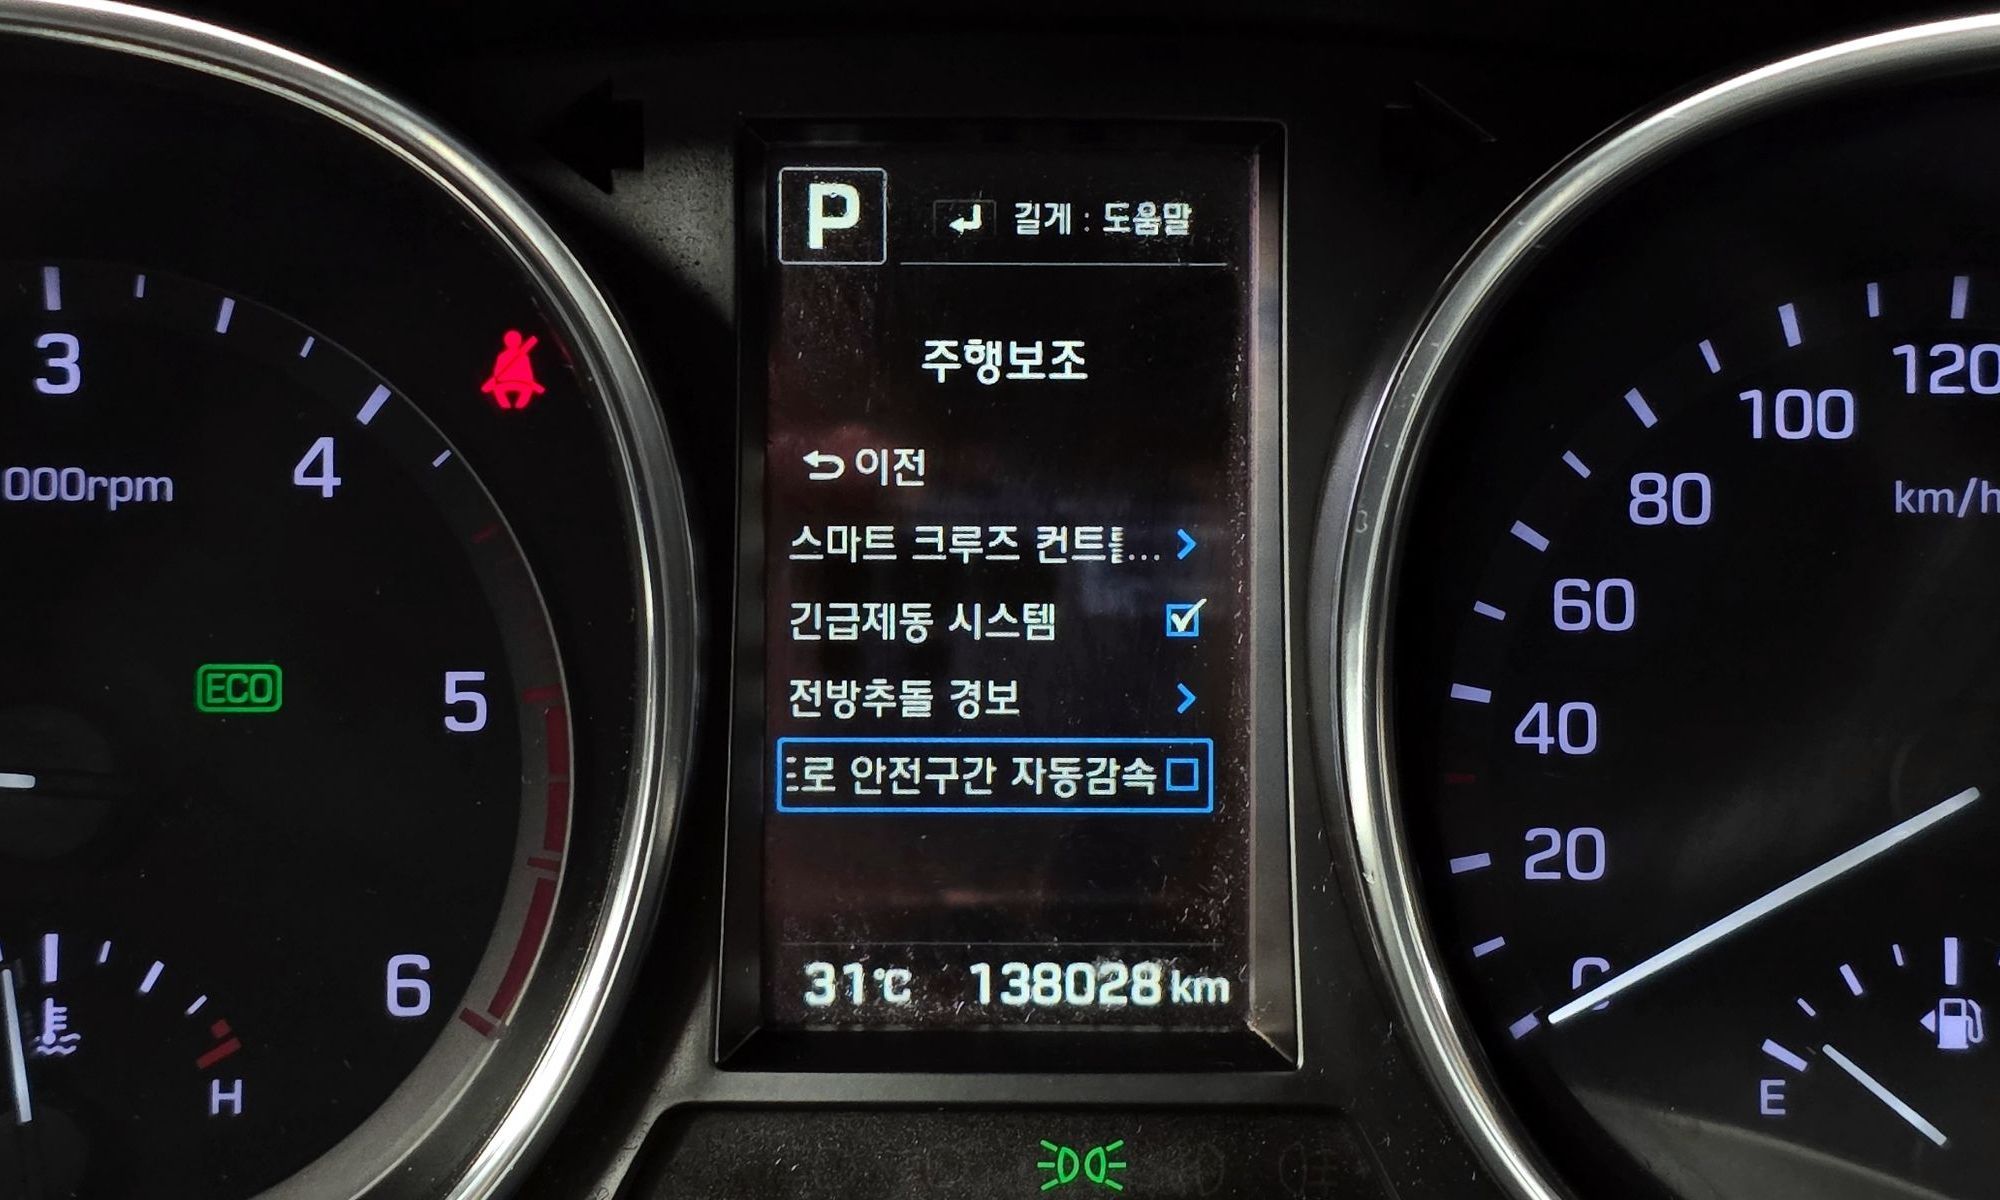 P
길게 : 도움말
주행보조
이전
스마트 크루즈 컨트롤...
긴급제동 시스템
전방추돌 경보
로 안전구간 자동감속
31°C 138028 km
3
4
5
6
000rpm
ECO
H
120
100
80
60
40
20
0
km/h
E